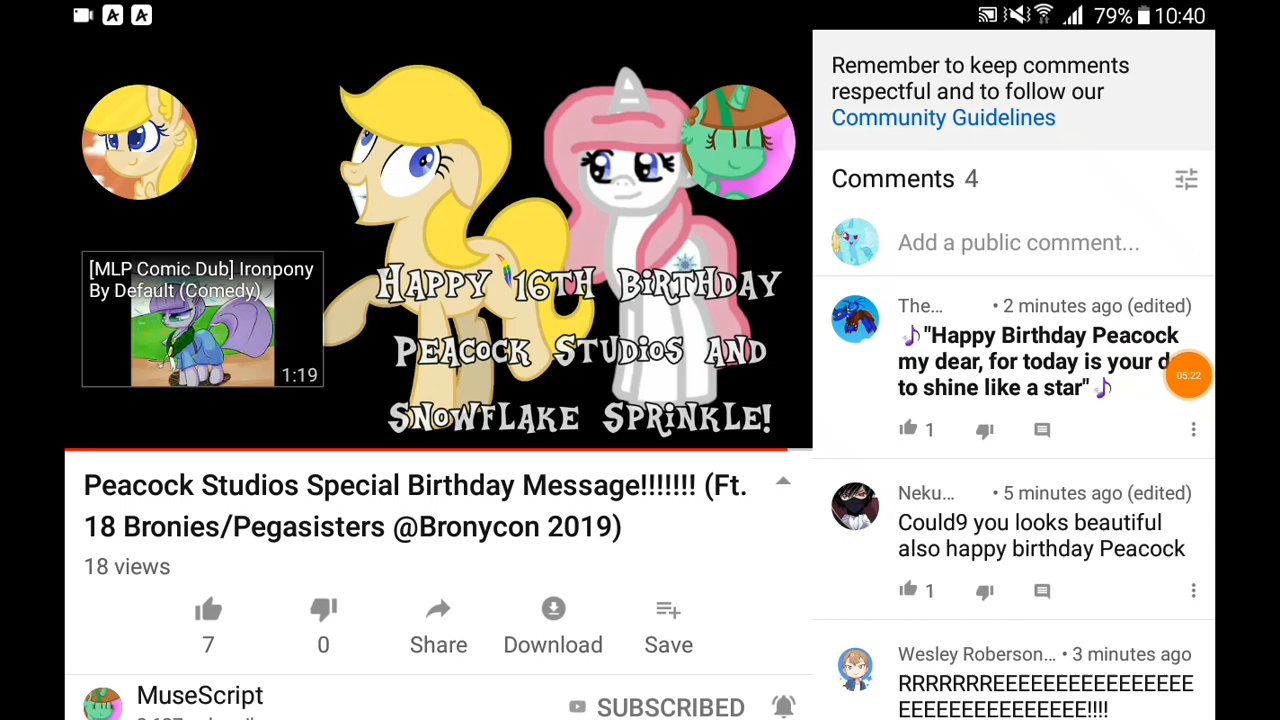 79% 10:40
[MLP Comic Dub] Ironpony
By Default (Comedy)
1:19
Happy 16th Birthday
Peacock Studios and
Snowflake Sprinkle!
Peacock Studios Special Birthday Message!!!!!!! (Ft.
18 Bronies/Pegasisters @Bronycon 2019)
18 views
7
0
Share
Download
Save
MuseScript
SUBSCRIBED
Remember to keep comments
respectful and to follow our
Community Guidelines
Comments 4
Add a public comment...
The... • 2 minutes ago (edited)
🎵"Happy Birthday Peacock
my dear, for today is your
to shine like a star"🎵
05:22
1
Neku... • 5 minutes ago (edited)
Could9 you looks beautiful
also happy birthday Peacock
1
Wesley Roberson... • 3 minutes ago
RRRRRRREEEEEEEEEEEEEEEE
EEEEEEEEEEEEEEE!!!!